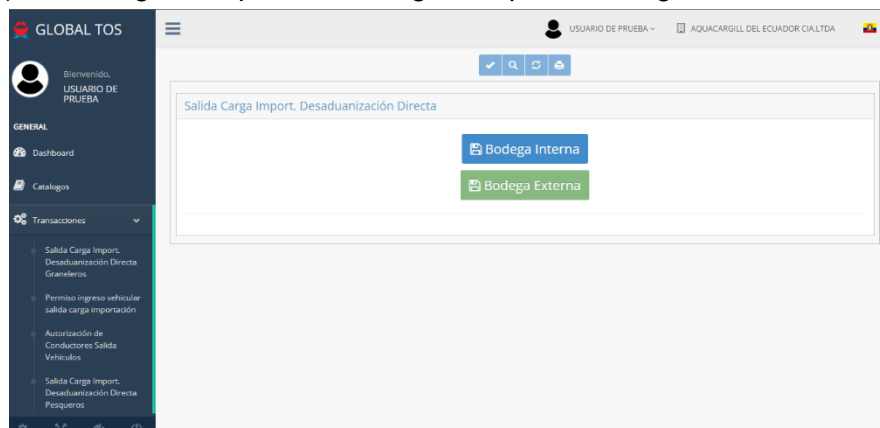 GLOBAL TOS
USUARIO DE PRUEBA
AQUACARGILL DEL ECUADOR CIA.LTDA
Bienvenido,
USUARIO DE
PRUEBA
GENERAL
Dashboard
Catalogos
Transacciones
Salida Carga Import.
Desaduanización Directa
Graneleros
Permiso ingreso vehicular
salida carga importación
Autorización de
Conductores Salida
Vehiculos
Salida Carga Import.
Desaduanización Directa
Pesqueros
Salida Carga Import. Desaduanización Directa
Bodega Interna
Bodega Externa